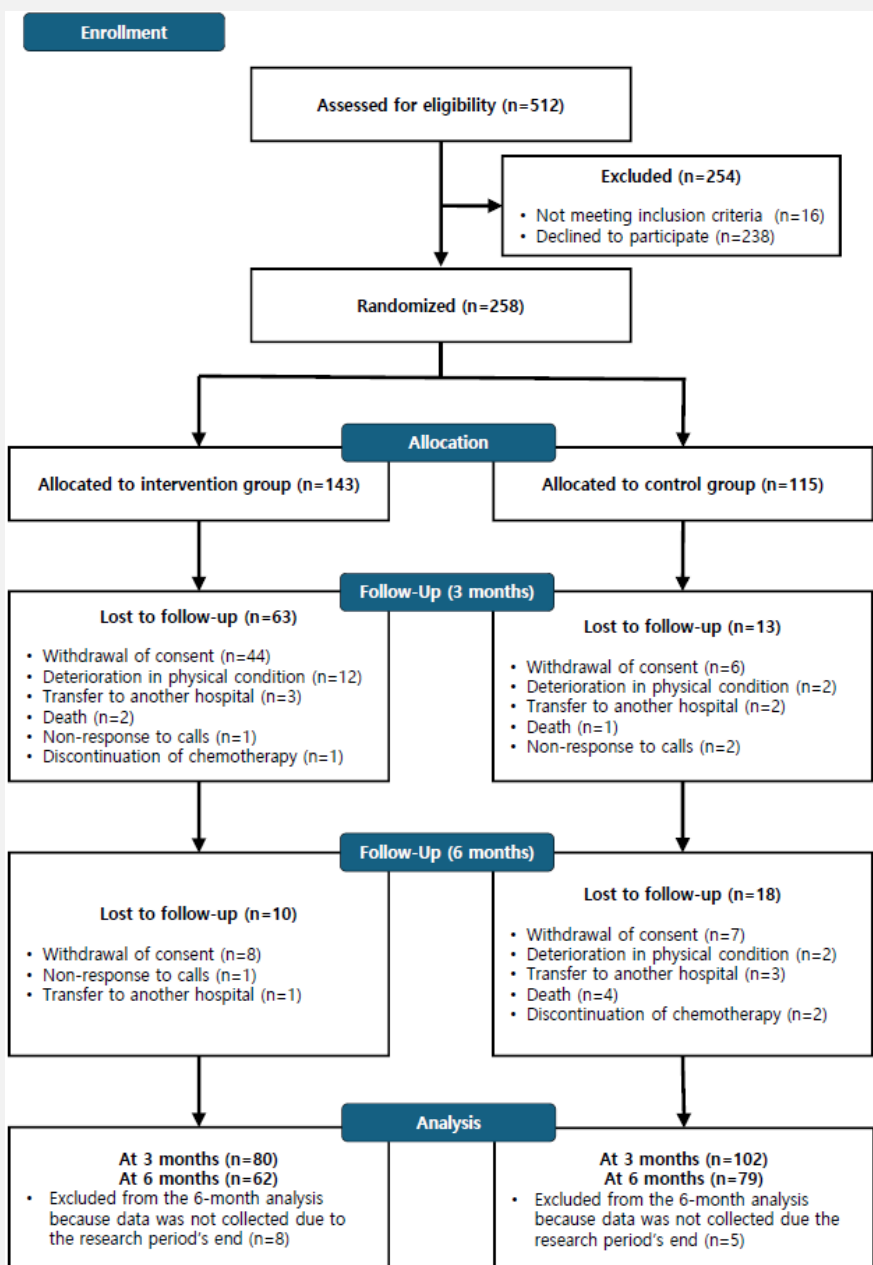 Enrollment
Assessed for eligibility (n=512)
Excluded (n=254)
• Not meeting inclusion criteria (n=16)
• Declined to participate (n=238)
Randomized (n=258)
Allocation
Allocated to intervention group (n=143)
Allocated to control group (n=115)
Follow-Up (3 months)
Lost to follow-up (n=63)
• Withdrawal of consent (n=44)
• Deterioration in physical condition (n=12)
• Transfer to another hospital (n=3)
• Death (n=2)
• Non-response to calls (n=1)
• Discontinuation of chemotherapy (n=1)
Lost to follow-up (n=13)
• Withdrawal of consent (n=6)
• Deterioration in physical condition (n=2)
• Transfer to another hospital (n=2)
• Death (n=1)
• Non-response to calls (n=2)
Follow-Up (6 months)
Lost to follow-up (n=10)
• Withdrawal of consent (n=8)
• Non-response to calls (n=1)
• Transfer to another hospital (n=1)
Lost to follow-up (n=18)
• Withdrawal of consent (n=7)
• Deterioration in physical condition (n=2)
• Transfer to another hospital (n=3)
• Death (n=4)
• Discontinuation of chemotherapy (n=2)
Analysis
At 3 months (n=80)
At 6 months (n=62)
• Excluded from the 6-month analysis
because data was not collected due to
the research period's end (n=8)
At 3 months (n=102)
At 6 months (n=79)
• Excluded from the 6-month analysis
because data was not collected due the
research period's end (n=5)